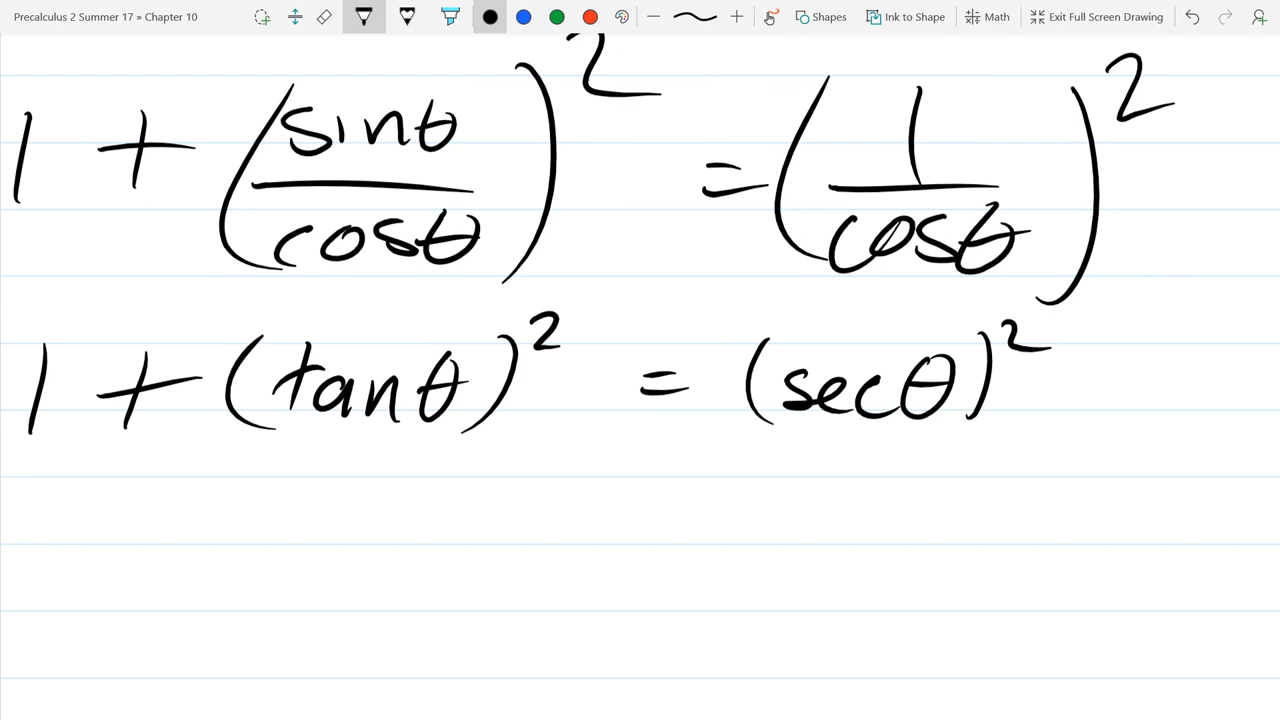 Precalculus 2 Summer 17 » Chapter 10 Shapes Ink to Shape Math Exit Full Screen Drawing
1 + (sinθ/cosθ)² = (1/cosθ)²
1 + (tanθ)² = (secθ)²